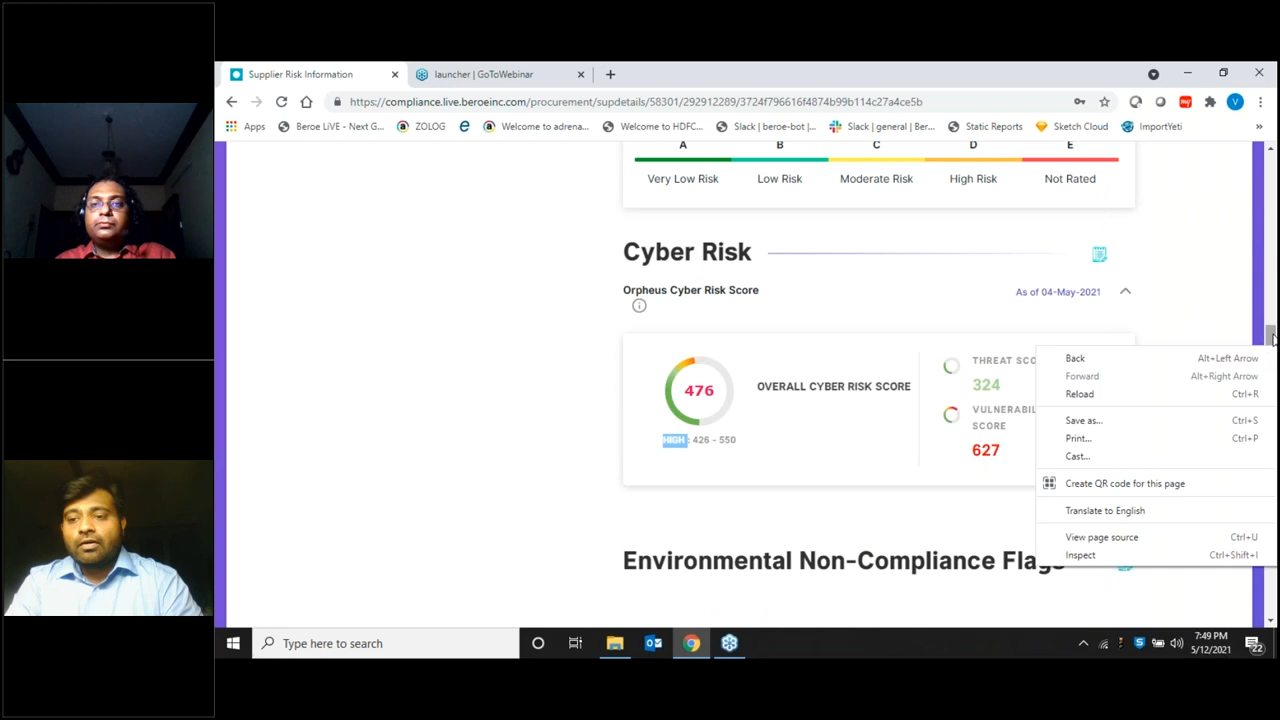 Supplier Risk Information
launcher | GoToWebinar
https://compliance.live.beroeinc.com/procurement/supdetails/58301/292912289/3724f796616f4874b99b114c27a4ce5b
V
Apps
Beroe LiVE - Next G...
ZOLOG
Welcome to adrena...
Welcome to HDFC...
Slack | beroe-bot |...
Slack | general | Ber...
Static Reports
Sketch Cloud
ImportYeti
»
A B C D E
Very Low Risk Low Risk Moderate Risk High Risk Not Rated
Cyber Risk
Orpheus Cyber Risk Score
As of 04-May-2021
476
HIGH : 426 - 550
OVERALL CYBER RISK SCORE
THREAT SCO
324
VULNERABIL
SCORE
627
Back Alt+Left Arrow
Forward Alt+Right Arrow
Reload Ctrl+R
Save as... Ctrl+S
Print... Ctrl+P
Cast...
Create QR code for this page
Translate to English
View page source Ctrl+U
Inspect Ctrl+Shift+I
Environmental Non-Compliance Flags
Type here to search
7:49 PM
5/12/2021
22